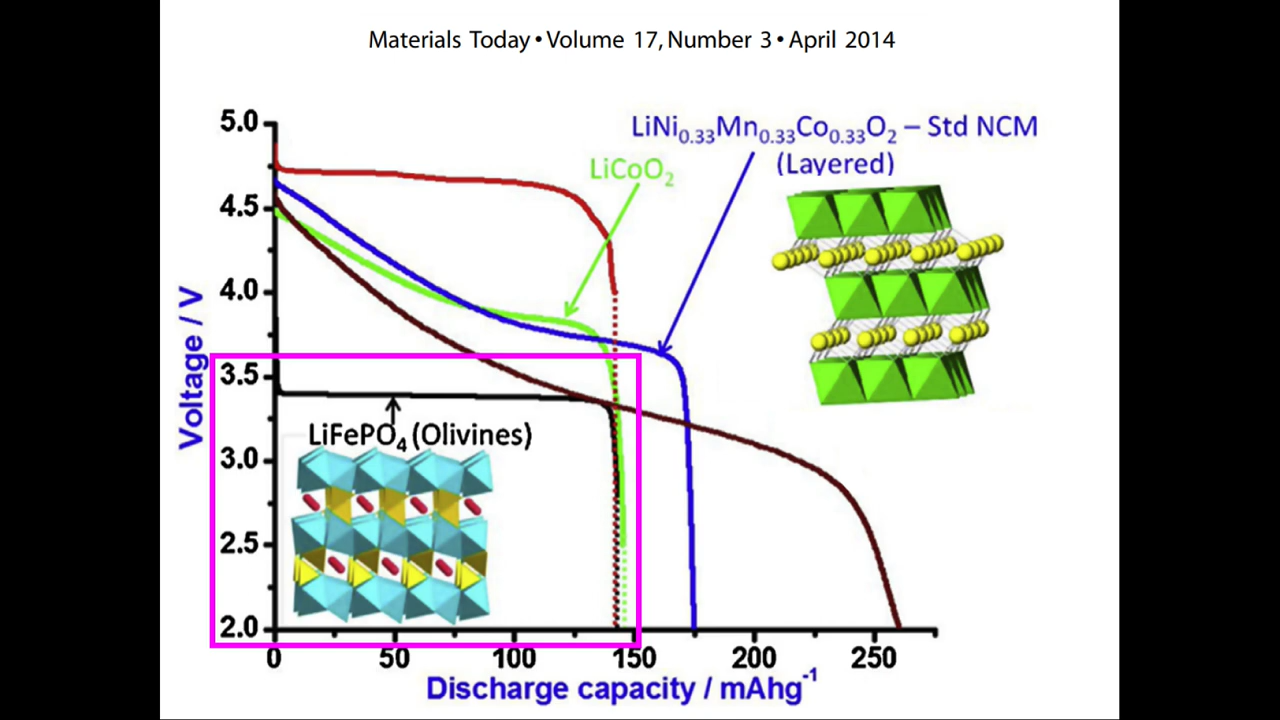 Materials Today • Volume 17, Number 3 • April 2014
5.0
LiNi0.33Mn0.33Co0.33O2 – Std NCM
(Layered)
LiCoO2
4.5
4.0
Voltage / V
3.5
LiFePO4 (Olivines)
3.0
2.5
2.0
0 50 100 150 200 250
Discharge capacity / mAhg-1